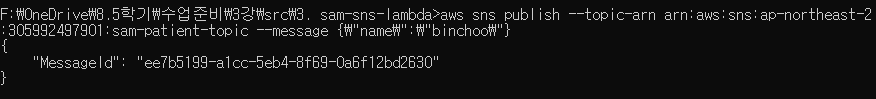 F:₩OneDrive₩8.5학기₩수업준비₩3강₩src₩3. sam-sns-lambda>aws sns publish --topic-arn arn:aws:sns:ap-northeast-2
:305992497901:sam-patient-topic --message {₩"name₩":₩"binchoo₩"}
{
    "MessageId": "ee7b5199-a1cc-5eb4-8f69-0a6f12bd2630"
}